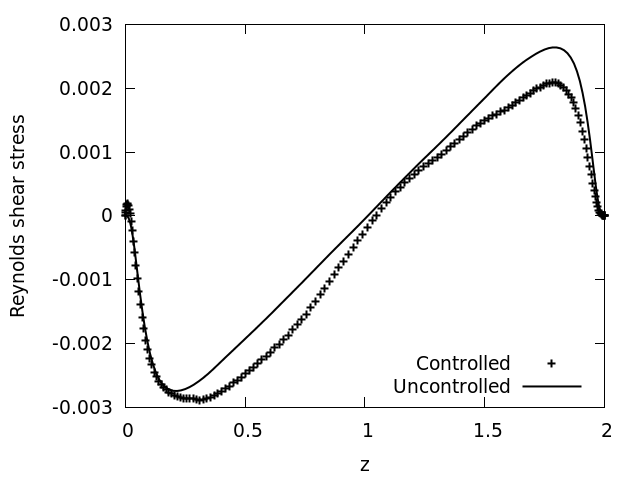 0.003
0.002
0.001
0
-0.001
-0.002
-0.003
Reynolds shear stress
Controlled
Uncontrolled
0 0.5 1 1.5 2
z